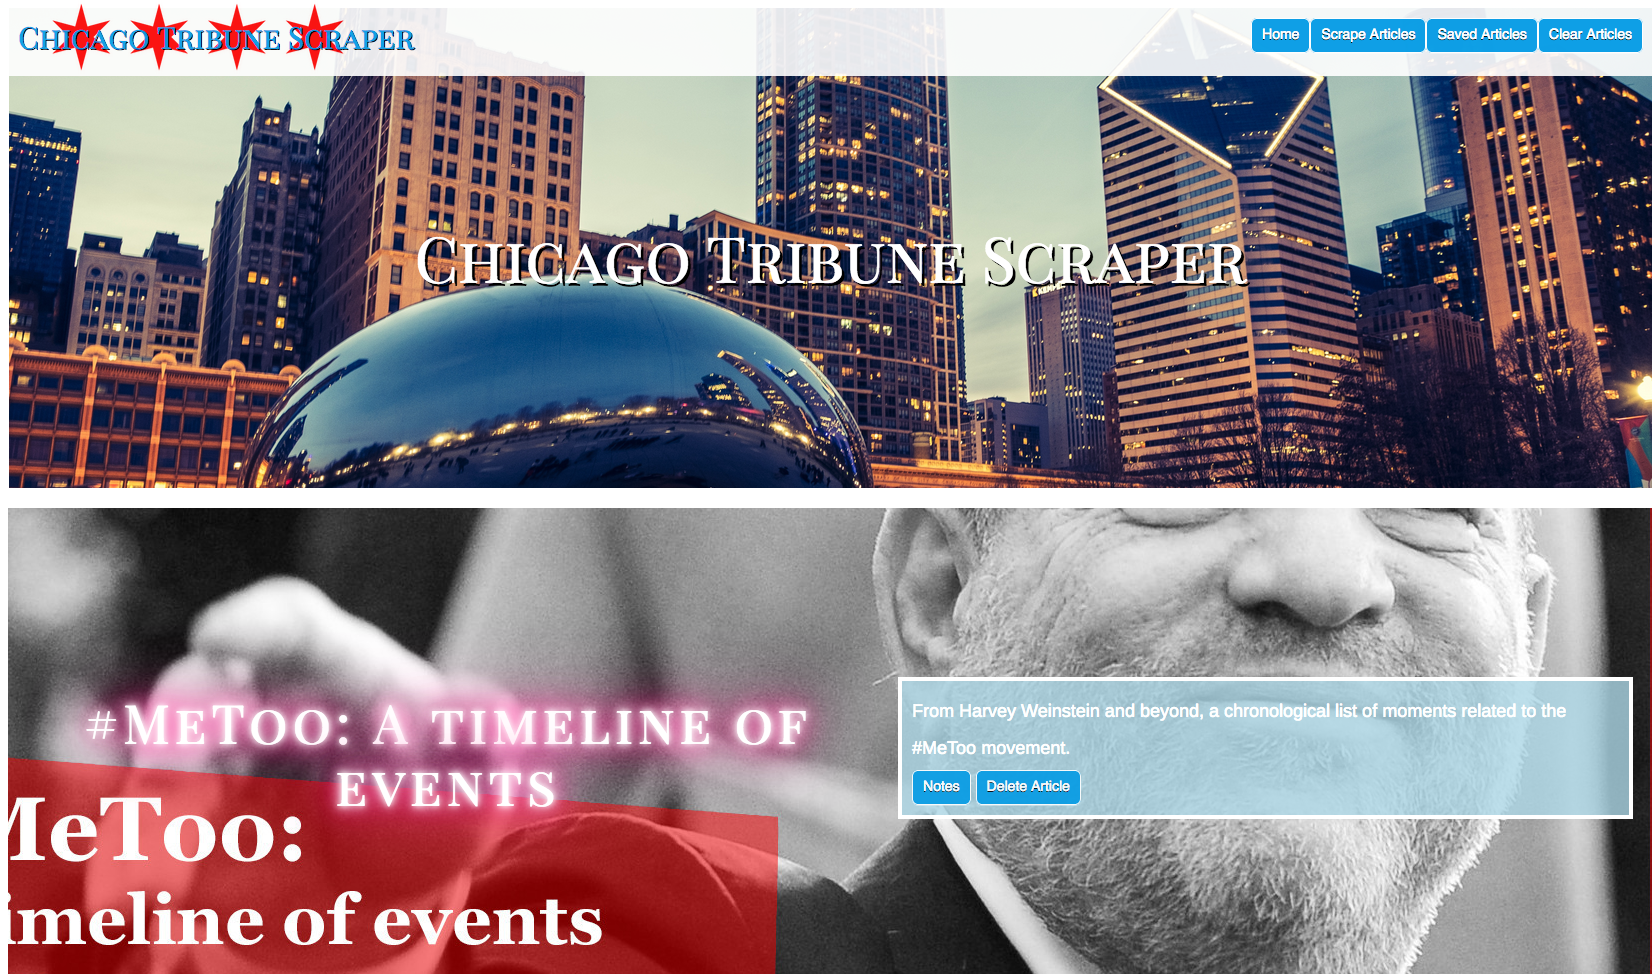 Chicago Tribune Scraper
Home
Scrape Articles
Saved Articles
Clear Articles
Chicago Tribune Scraper
#MeToo: A timeline of
events
From Harvey Weinstein and beyond, a chronological list of moments related to the
#MeToo movement.
Notes
Delete Article
MeToo:
imeline of events